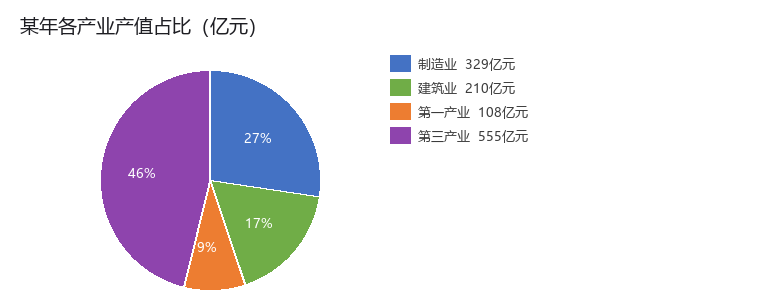 某年各产业产值占比（亿元）
制造业 329亿元
建筑业 210亿元
第一产业 108亿元
第三产业 555亿元
27%
46%
17%
9%